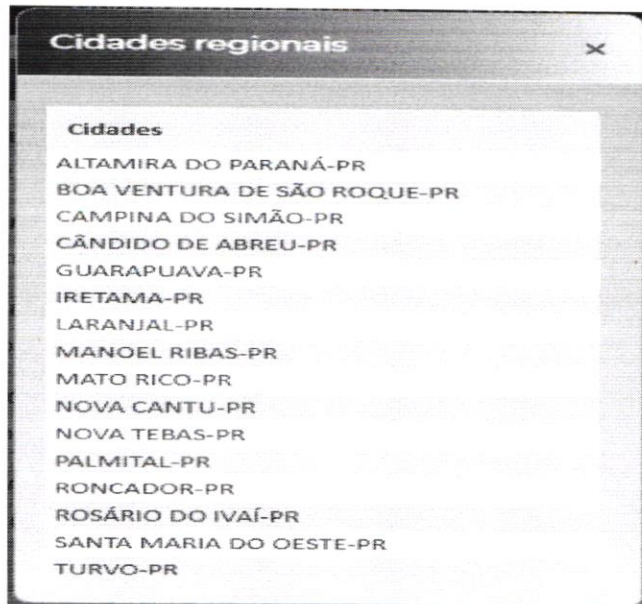 Cidades regionais ×
Cidades
ALTAMIRA DO PARANÁ-PR
BOA VENTURA DE SÃO ROQUE-PR
CAMPINA DO SIMÃO-PR
CÂNDIDO DE ABREU-PR
GUARAPUAVA-PR
IRETAMA-PR
LARANJAL-PR
MANOEL RIBAS-PR
MATO RICO-PR
NOVA CANTU-PR
NOVA TEBAS-PR
PALMITAL-PR
RONCADOR-PR
ROSÁRIO DO IVAÍ-PR
SANTA MARIA DO OESTE-PR
TURVO-PR